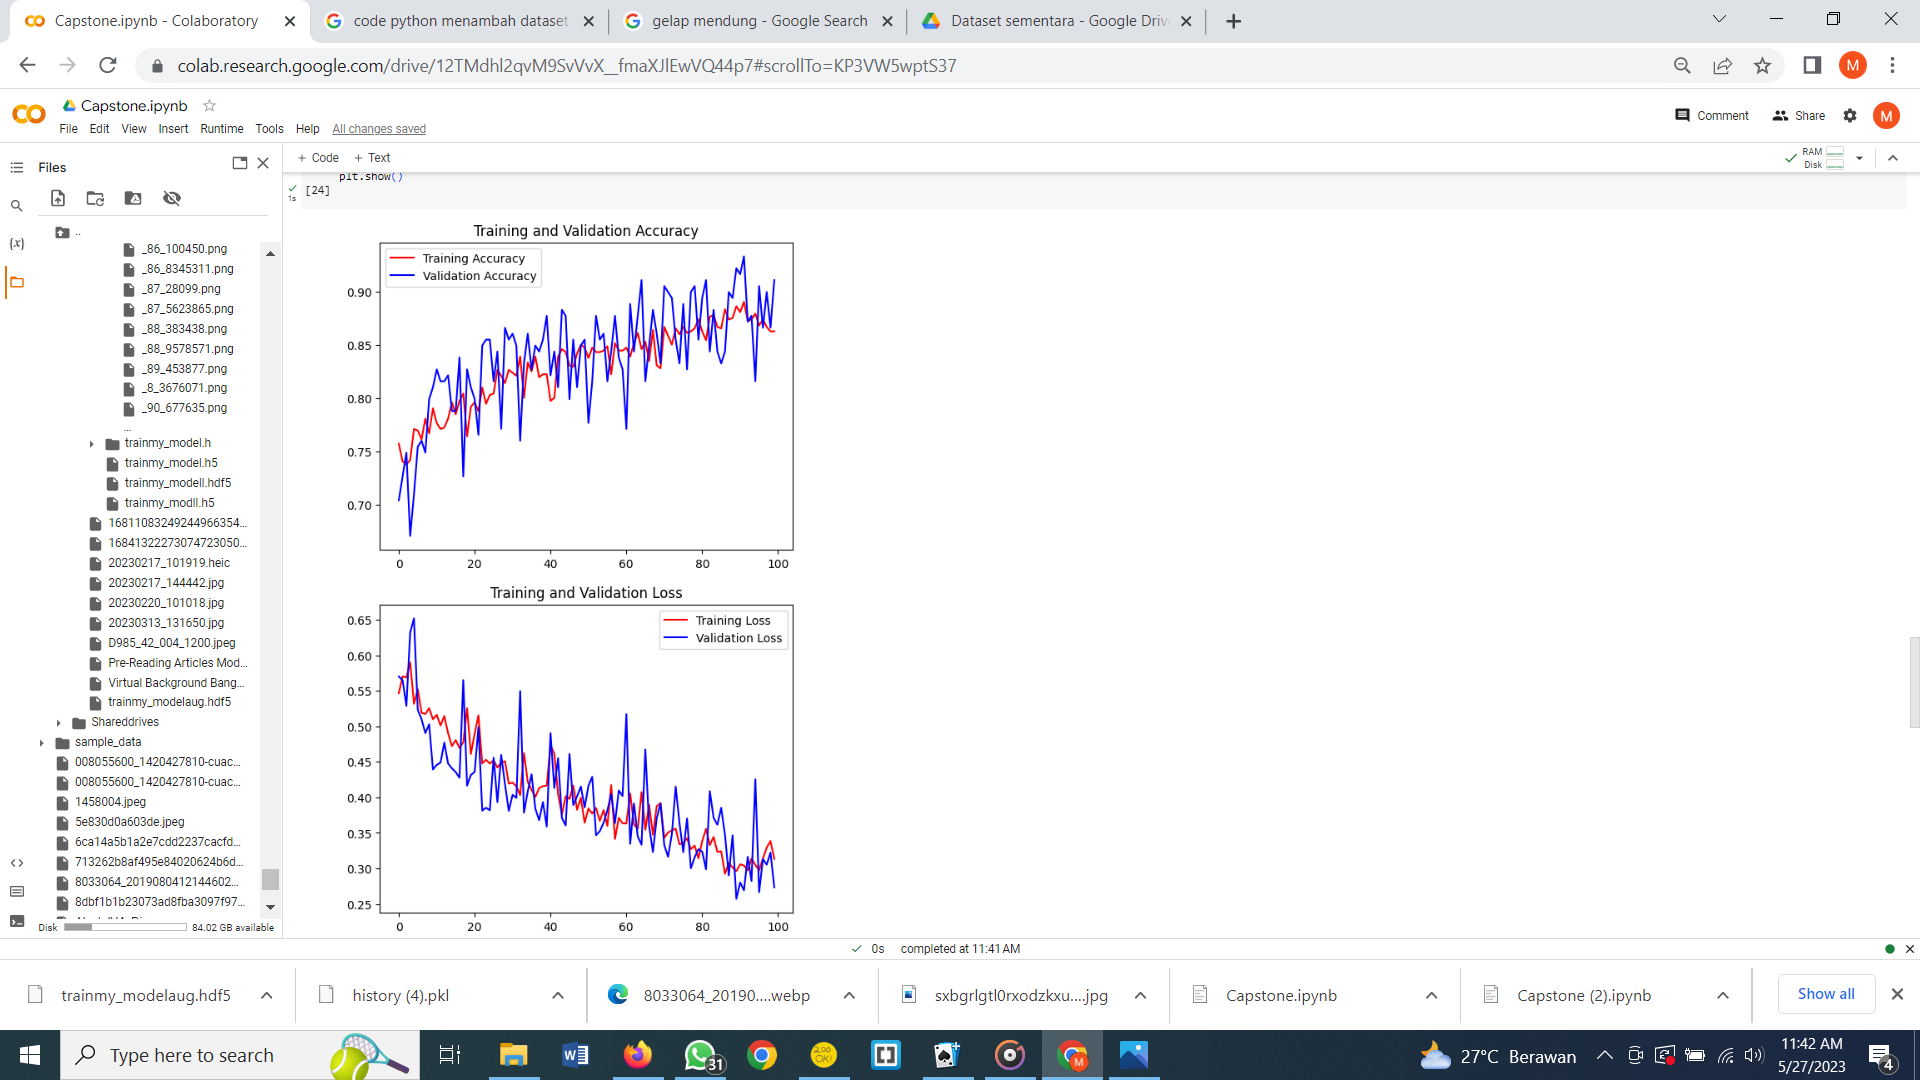 Capstone.ipynb - Colaboratory
code python menambah dataset
gelap mendung - Google Search
Dataset sementara - Google Driv
colab.research.google.com/drive/12TMdhl2qvM9SvVvX__fmaXJlEwVQ44p7#scrollTo=KP3VW5wptS37
M
CO
Capstone.ipynb
File Edit View Insert Runtime Tools Help All changes saved
Comment Share M
Files
+ Code + Text
RAM
Disk
plt.show()
[24]
1s
{x}
..
_86_100450.png
_86_8345311.png
_87_28099.png
_87_5623865.png
_88_383438.png
_88_9578571.png
_89_453877.png
_8_3676071.png
_90_677635.png
...
trainmy_model.h
trainmy_model.h5
trainmy_modell.hdf5
trainmy_modll.h5
16811083249244966354...
16841322273074723050...
20230217_101919.heic
20230217_144442.jpg
20230220_101018.jpg
20230313_131650.jpg
D985_42_004_1200.jpeg
Pre-Reading Articles Mod...
Virtual Background Bang...
trainmy_modelaug.hdf5
Shareddrives
sample_data
008055600_1420427810-cuac...
008055600_1420427810-cuac...
1458004.jpeg
5e830d0a603de.jpeg
6ca14a5b1a2e7cdd2237cacfd...
713262b8af495e84020624b6d...
8033064_2019080412144602...
8dbf1b1b23073ad8fba3097f97...
Disk 84.02 GB available
Training and Validation Accuracy
Training Accuracy
Validation Accuracy
0.90
0.85
0.80
0.75
0.70
0 20 40 60 80 100
Training and Validation Loss
Training Loss
Validation Loss
0.65
0.60
0.55
0.50
0.45
0.40
0.35
0.30
0.25
0 20 40 60 80 100
0s completed at 11:41 AM
trainmy_modelaug.hdf5
history (4).pkl
8033064_20190....webp
sxbgrlgtl0rxodzkxu....jpg
Capstone.ipynb
Capstone (2).ipynb
Show all
Type here to search
31
200 OK!
M
27°C Berawan
11:42 AM
5/27/2023
4